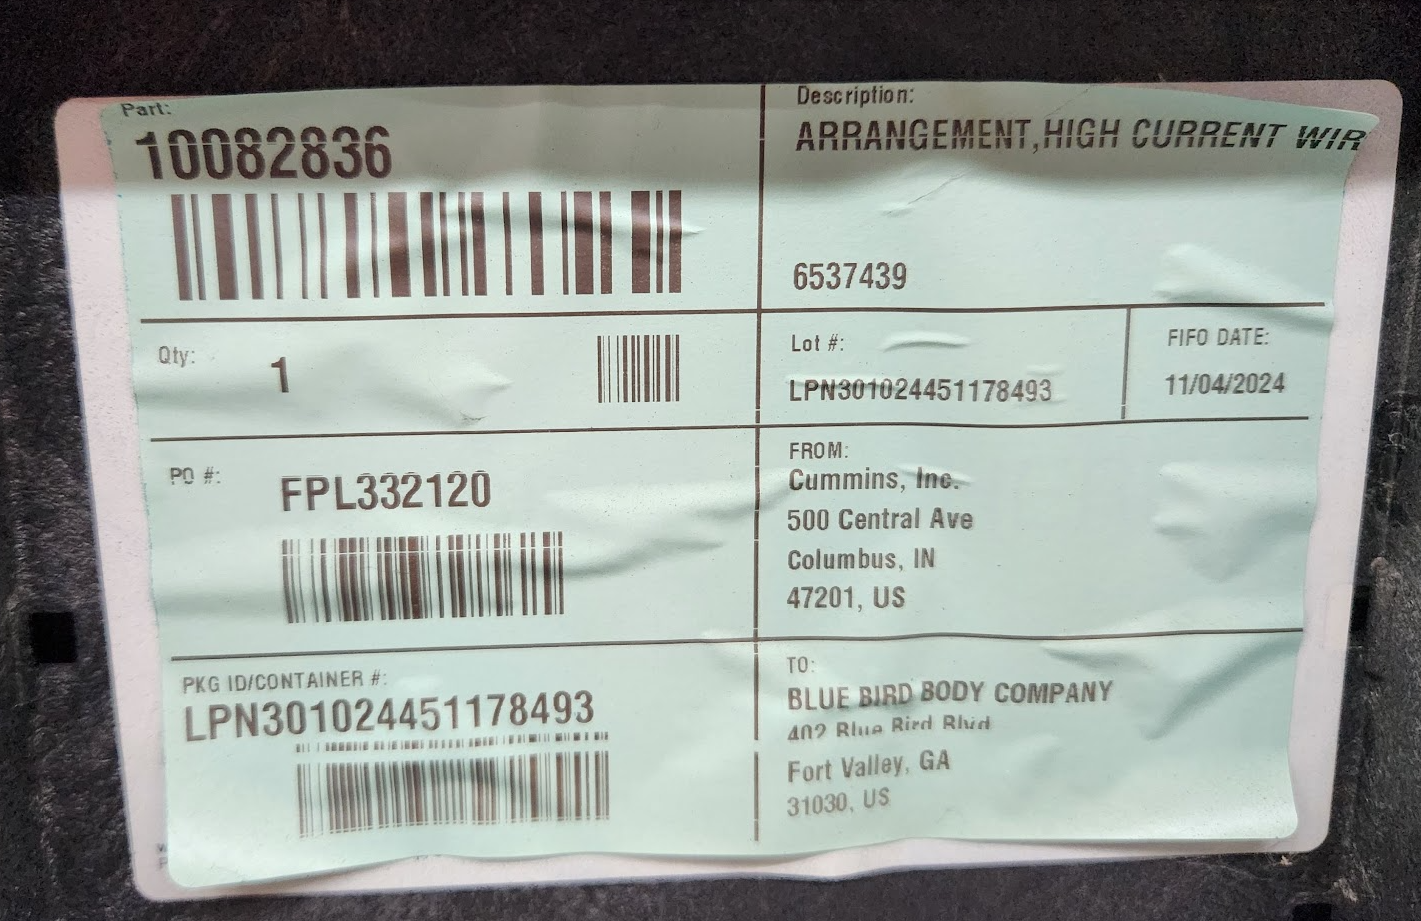 Part:
10082836
Description:
ARRANGEMENT,HIGH CURRENT WIR
6537439
Qty:
1
Lot #:
LPN301024451178493
FIFO DATE:
11/04/2024
PO #:
FPL332120
FROM:
Cummins, Inc.
500 Central Ave
Columbus, IN
47201, US
PKG ID/CONTAINER #:
LPN301024451178493
TO:
BLUE BIRD BODY COMPANY
402 Blue Bird Blvd
Fort Valley, GA
31030, US